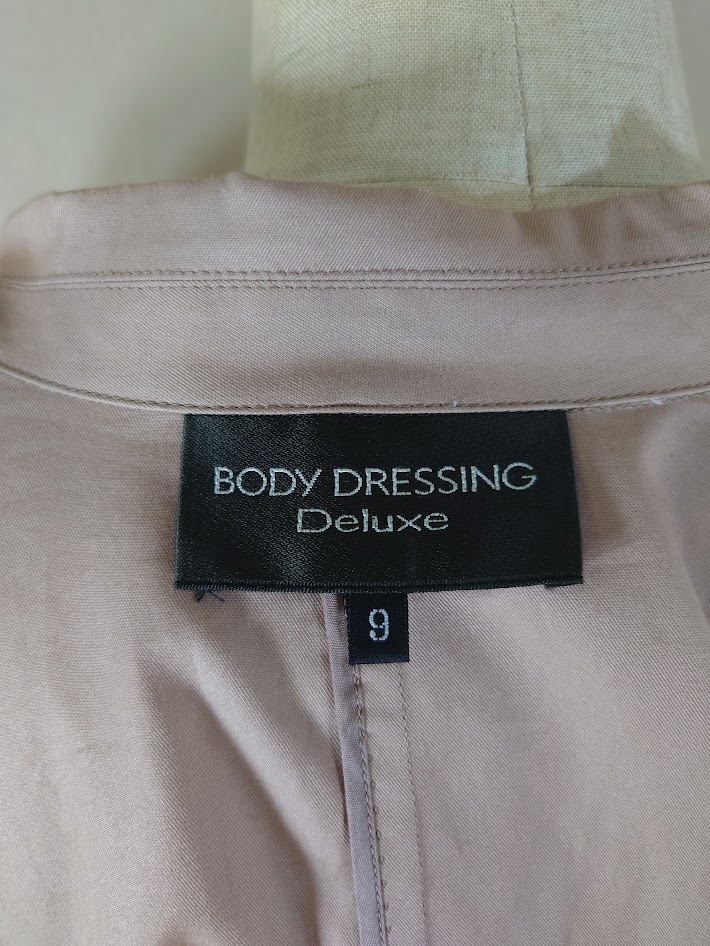 BODY DRESSING
Deluxe
9